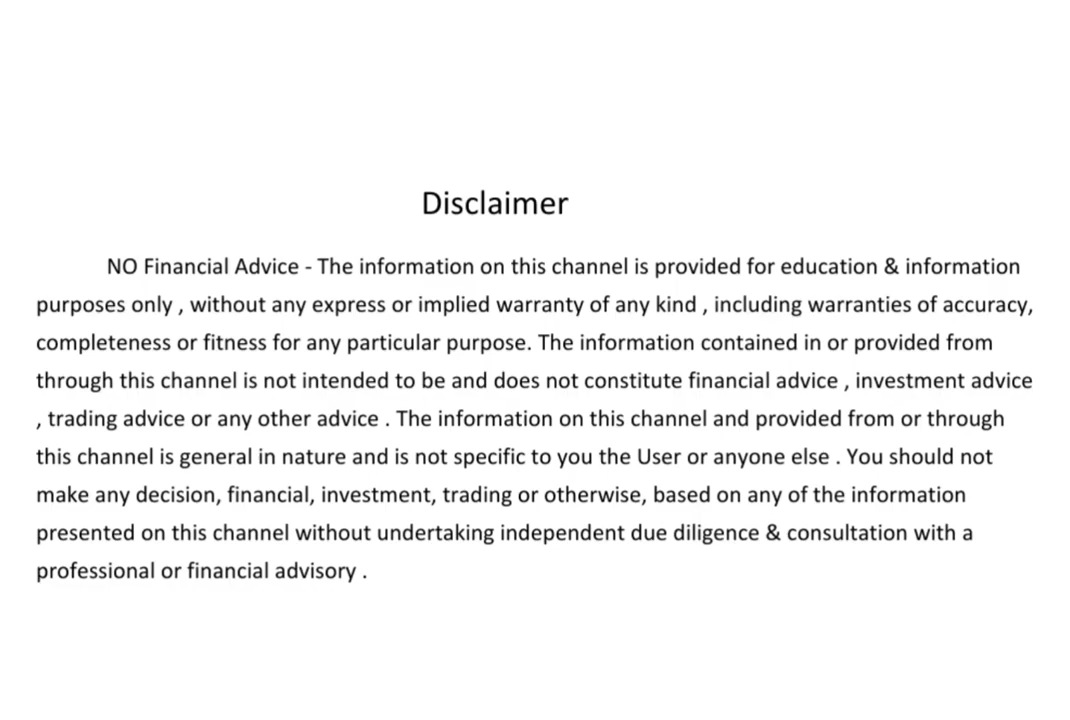 Disclaimer
NO Financial Advice - The information on this channel is provided for education & information
purposes only , without any express or implied warranty of any kind , including warranties of accuracy,
completeness or fitness for any particular purpose. The information contained in or provided from
through this channel is not intended to be and does not constitute financial advice , investment advice
, trading advice or any other advice . The information on this channel and provided from or through
this channel is general in nature and is not specific to you the User or anyone else . You should not
make any decision, financial, investment, trading or otherwise, based on any of the information
presented on this channel without undertaking independent due diligence & consultation with a
professional or financial advisory .